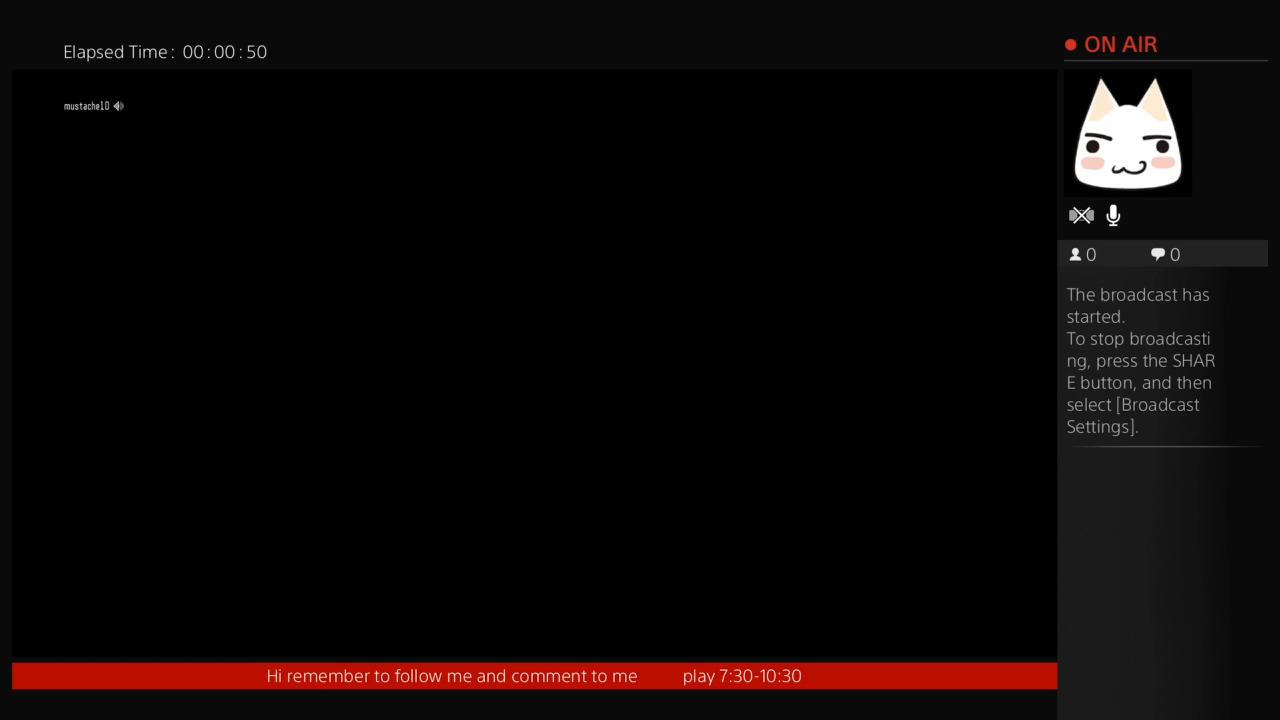 Elapsed Time: 00:00:50
ON AIR
mustache10
0
0
The broadcast has
started.
To stop broadcasti
ng, press the SHAR
E button, and then
select [Broadcast
Settings].
Hi remember to follow me and comment to me play 7:30-10:30